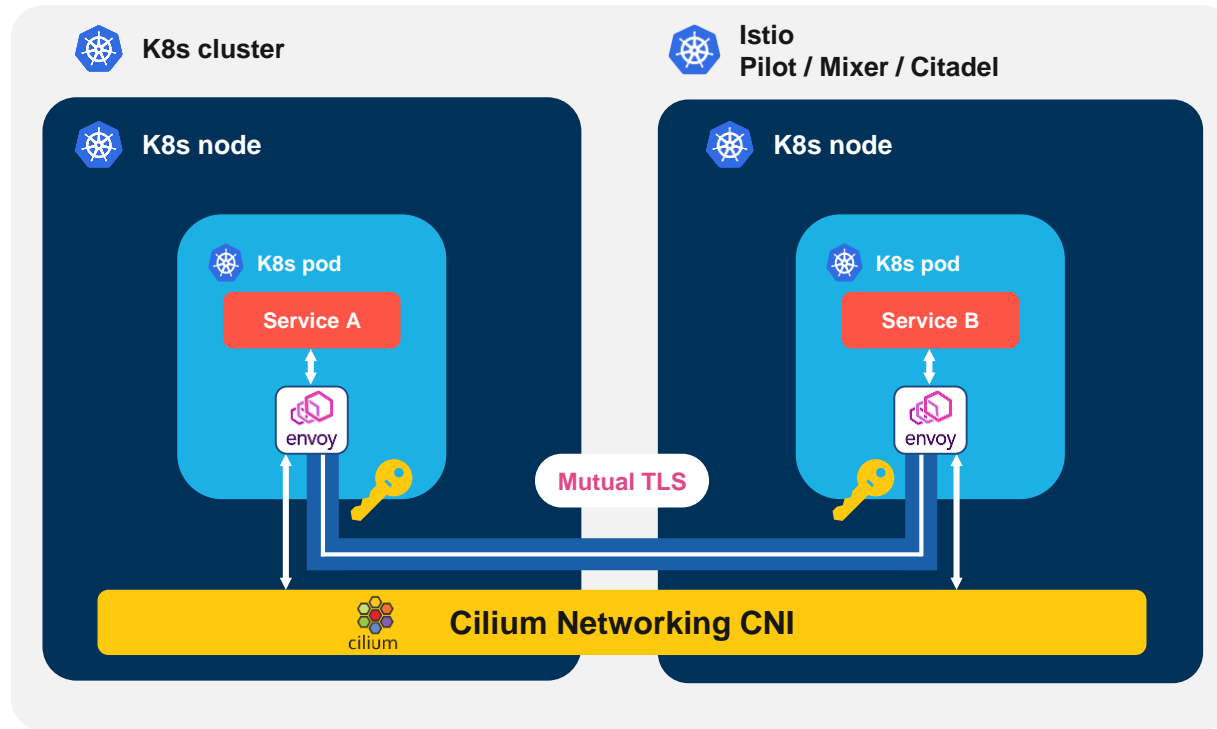 K8s cluster
Istio
Pilot / Mixer / Citadel
K8s node
K8s node
K8s pod
K8s pod
Service A
Service B
envoy
envoy
Mutual TLS
cilium
Cilium Networking CNI